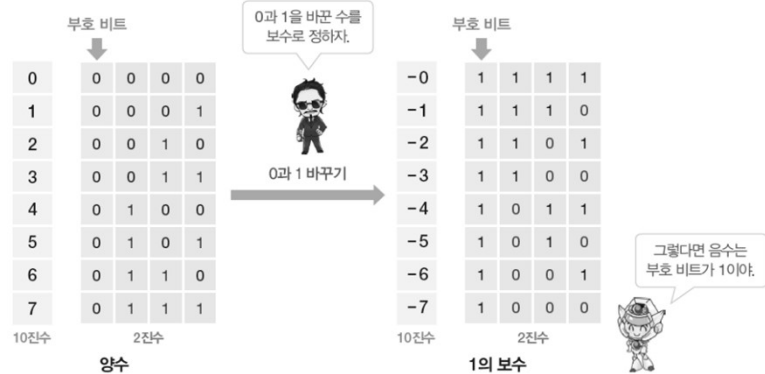 부호 비트
0과 1을 바꾼 수를
보수로 정하자.
부호 비트
0 0 0 0 0
1 0 0 0 1
2 0 0 1 0
3 0 0 1 1
4 0 1 0 0
5 0 1 0 1
6 0 1 1 0
7 0 1 1 1
10진수 2진수
양수
0과 1 바꾸기
-0 1 1 1 1
-1 1 1 1 0
-2 1 1 0 1
-3 1 1 0 0
-4 1 0 1 1
-5 1 0 1 0
-6 1 0 0 1
-7 1 0 0 0
10진수 2진수
1의 보수
그렇다면 음수는
부호 비트가 1이야.